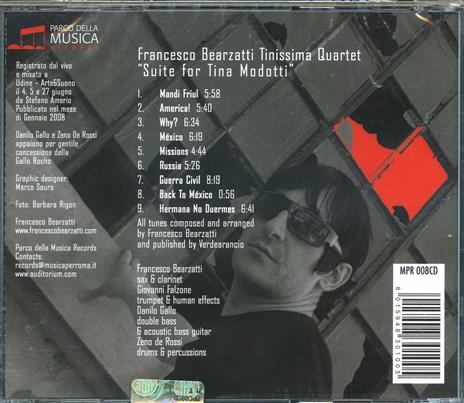 PARCO DELLA
MUSICA
RECORDS
Registrato dal vivo
e mixato a
Udine - ArteSuono
il 4, 5 e 27 giugno
da Stefano Amerio
Pubblicato nel mese
di Gennaio 2008
Danilo Gallo e Zeno De Rossi
appaiono per gentile
concessione della
Gallo Rocho
Graphic designer:
Marco Sauro
Foto: Barbara Rigon
Francesco Bearzatti
www.francescobearzatti.com
Parco della Musica Records
Contacts:
records@musicaperroma.it
www.auditorium.com
Francesco Bearzatti Tinissima Quartet
"Suite for Tina Modotti"
1. Mandi Friul 5:58
2. America! 5:40
3. Why? 6:34
4. México 6:19
5. Missions 4:44
6. Russia 5:26
7. Guerra Civil 8:19
8. Back To México 0:56
9. Hermana No Duermes 6:41
All tunes composed and arranged
by Francesco Bearzatti
and published by Verdearancio
Francesco Bearzatti
sax & clarinet
Giovanni Falzone
trumpet & human effects
Danilo Gallo
double bass
& acoustic bass guitar
Zeno de Rossi
drums & percussions
MPR 008CD
8015948301005